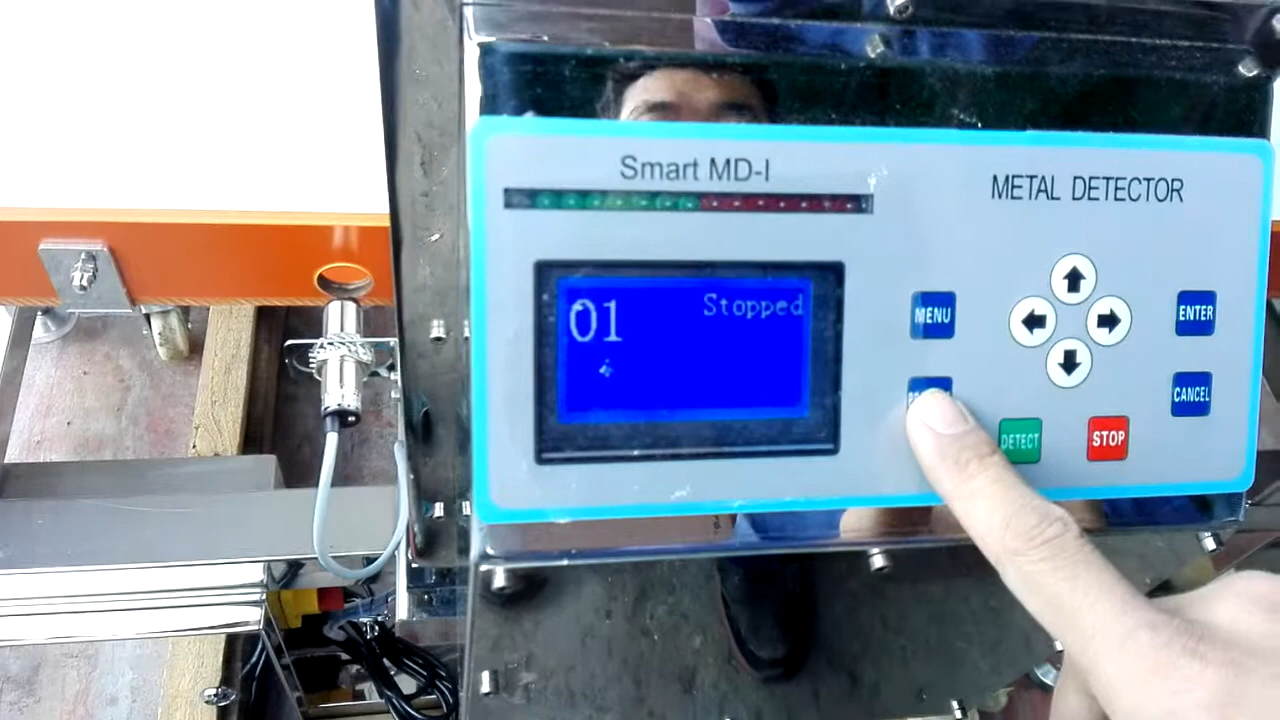 Smart MD-I
METAL DETECTOR
01
Stopped
MENU
ENTER
CANCEL
DETECT
STOP